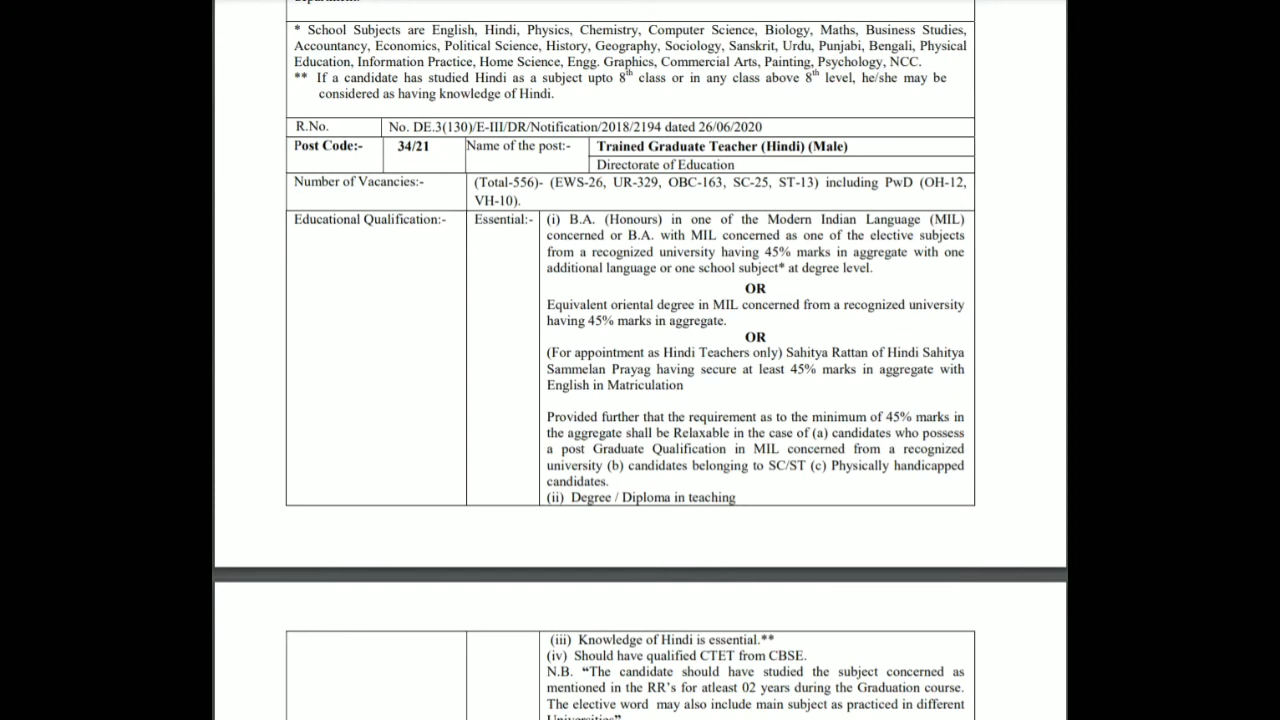 * School Subjects are English, Hindi, Physics, Chemistry, Computer Science, Biology, Maths, Business Studies,
Accountancy, Economics, Political Science, History, Geography, Sociology, Sanskrit, Urdu, Punjabi, Bengali, Physical
Education, Information Practice, Home Science, Engg. Graphics, Commercial Arts, Painting, Psychology, NCC.
** If a candidate has studied Hindi as a subject upto 8th class or in any class above 8th level, he/she may be
considered as having knowledge of Hindi.
R.No. No. DE.3(130)/E-III/DR/Notification/2018/2194 dated 26/06/2020
Post Code:- 34/21 Name of the post:- Trained Graduate Teacher (Hindi) (Male)
Directorate of Education
Number of Vacancies:- (Total-556)- (EWS-26, UR-329, OBC-163, SC-25, ST-13) including PwD (OH-12,
VH-10).
Educational Qualification:- Essential:- (i) B.A. (Honours) in one of the Modern Indian Language (MIL)
concerned or B.A. with MIL concerned as one of the elective subjects
from a recognized university having 45% marks in aggregate with one
additional language or one school subject* at degree level.
OR
Equivalent oriental degree in MIL concerned from a recognized university
having 45% marks in aggregate.
OR
(For appointment as Hindi Teachers only) Sahitya Rattan of Hindi Sahitya
Sammelan Prayag having secure at least 45% marks in aggregate with
English in Matriculation
Provided further that the requirement as to the minimum of 45% marks in
the aggregate shall be Relaxable in the case of (a) candidates who possess
a post Graduate Qualification in MIL concerned from a recognized
university (b) candidates belonging to SC/ST (c) Physically handicapped
candidates.
(ii) Degree / Diploma in teaching
(iii) Knowledge of Hindi is essential.**
(iv) Should have qualified CTET from CBSE.
N.B. “The candidate should have studied the subject concerned as
mentioned in the RR's for atleast 02 years during the Graduation course.
The elective word may also include main subject as practiced in different